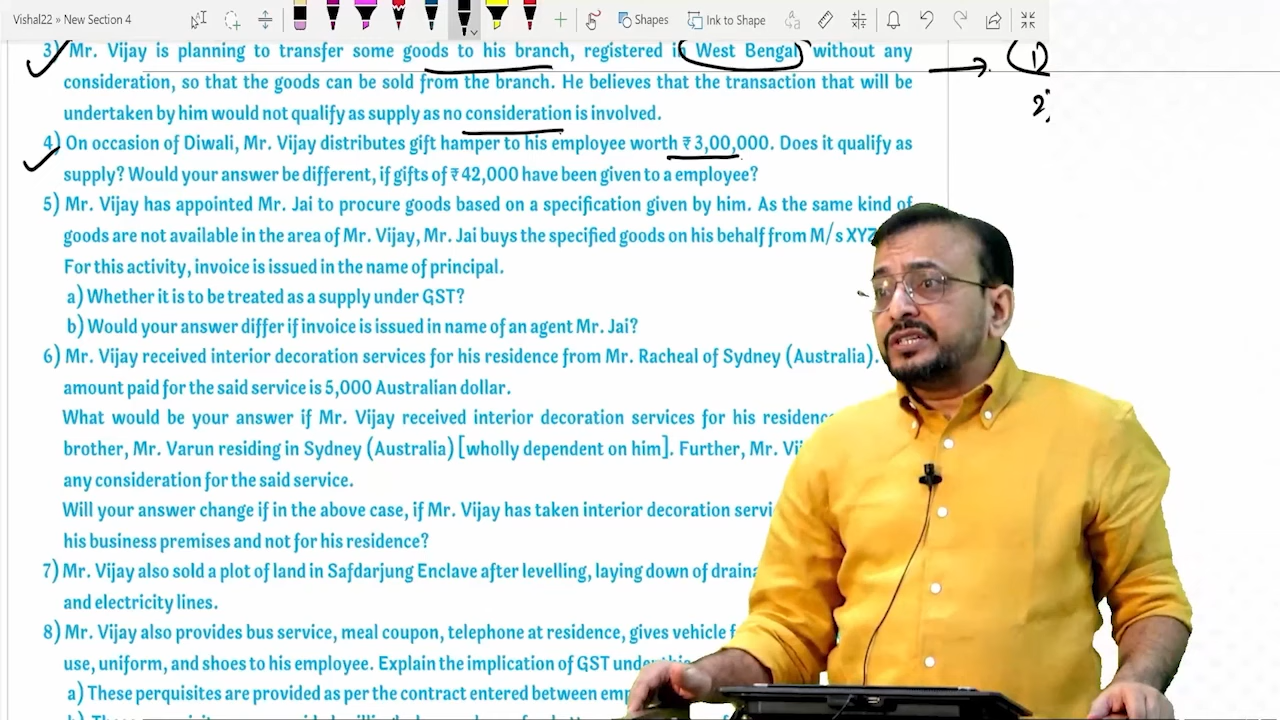 Vishal22 » New Section 4
Shapes
Ink to Shape
3) Mr. Vijay is planning to transfer some goods to his branch, registered in West Bengal without any
consideration, so that the goods can be sold from the branch. He believes that the transaction that will be
undertaken by him would not qualify as supply as no consideration is involved.
4) On occasion of Diwali, Mr. Vijay distributes gift hamper to his employee worth ₹ 3,00,000. Does it qualify as
supply? Would your answer be different, if gifts of ₹ 42,000 have been given to a employee?
5) Mr. Vijay has appointed Mr. Jai to procure goods based on a specification given by him. As the same kind of
goods are not available in the area of Mr. Vijay, Mr. Jai buys the specified goods on his behalf from M/s XYZ
For this activity, invoice is issued in the name of principal.
a) Whether it is to be treated as a supply under GST?
b) Would your answer differ if invoice is issued in name of an agent Mr. Jai?
6) Mr. Vijay received interior decoration services for his residence from Mr. Racheal of Sydney (Australia).
amount paid for the said service is 5,000 Australian dollar.
What would be your answer if Mr. Vijay received interior decoration services for his
brother, Mr. Varun residing in Sydney (Australia) [wholly dependent on him]. Further, Mr.
any consideration for the said service.
Will your answer change if in the above case, if Mr. Vijay has taken interior decoration
his business premises and not for his residence?
7) Mr. Vijay also sold a plot of land in Safdarjung Enclave after levelling, laying down of
and electricity lines.
8) Mr. Vijay also provides bus service, meal coupon, telephone at residence, gives vehicle
use, uniform, and shoes to his employee. Explain the implication of GST
a) These perquisites are provided as per the contract entered between
1)
2)